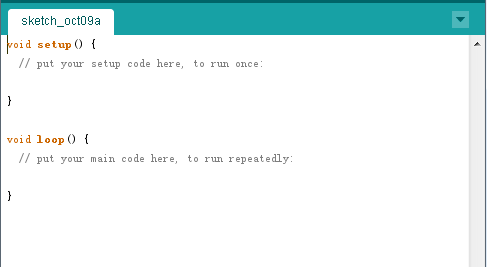 sketch_oct09a
void setup() {
// put your setup code here, to run once:
}
void loop() {
// put your main code here, to run repeatedly:
}